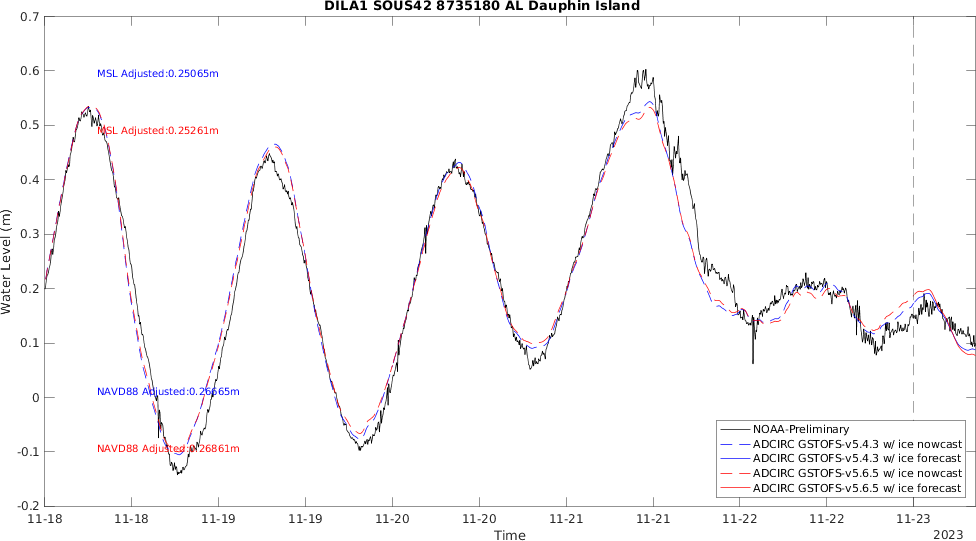 DILA1 SOUS42 8735180 AL Dauphin Island
0.7
0.6
0.5
0.4
0.3
0.2
0.1
0
-0.1
-0.2
Water Level (m)
MSL Adjusted:0.25065m
MSL Adjusted:0.25261m
NAVD88 Adjusted:0.26665m
NAVD88 Adjusted:0.26861m
NOAA-Preliminary
ADCIRC GSTOFS-v5.4.3 w/ ice nowcast
ADCIRC GSTOFS-v5.4.3 w/ ice forecast
ADCIRC GSTOFS-v5.6.5 w/ ice nowcast
ADCIRC GSTOFS-v5.6.5 w/ ice forecast
11-18 11-18 11-19 11-19 11-20 11-20 11-21 11-21 11-22 11-22 11-23
Time
2023